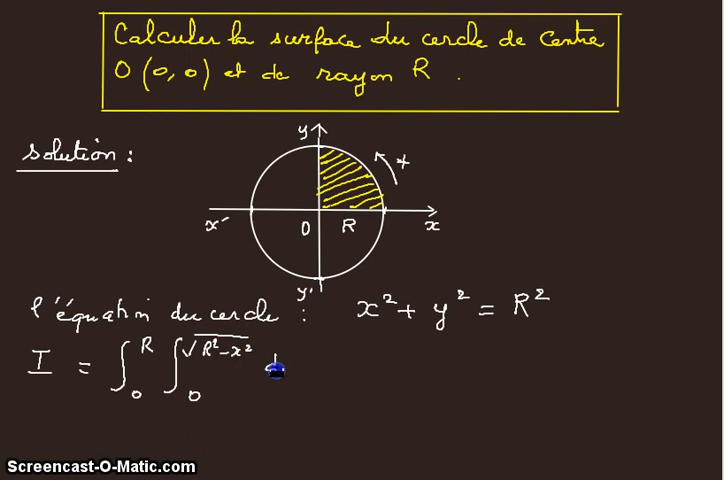 Calculer la surface du cercle de centre
O (0,0) et de rayon R.
solution :
y
+
x'
O
R
x
y'
l'équation du cercle : x² + y² = R²
I = ∫₀ᴿ ∫₀^√(R²-x²)
Screencast-O-Matic.com